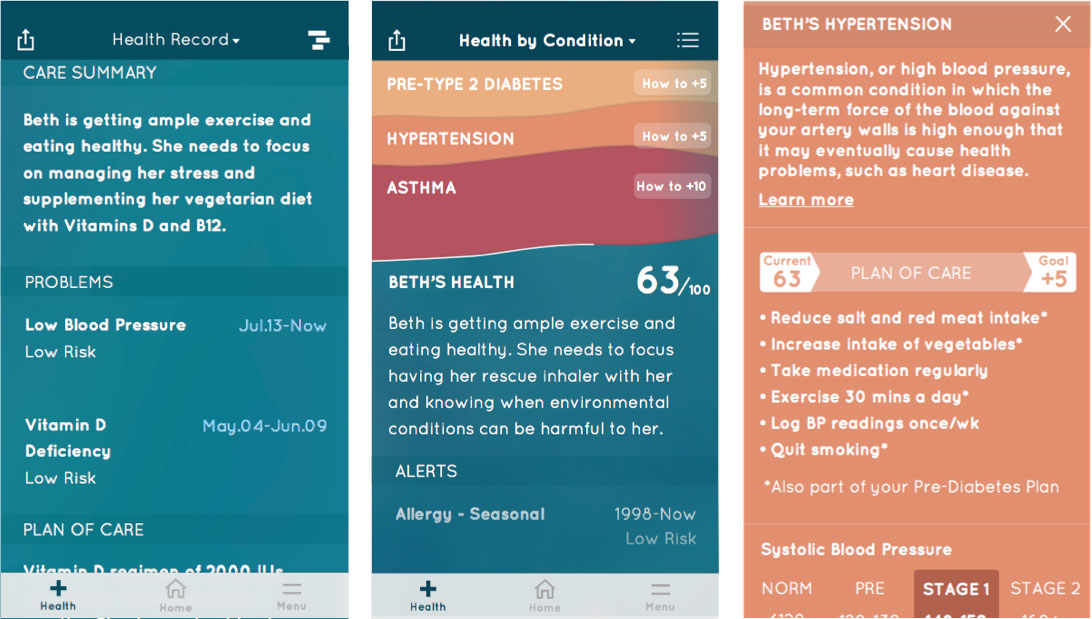 Health Record
CARE SUMMARY
Beth is getting ample exercise and
eating healthy. She needs to focus
on managing her stress and
supplementing her vegetarian diet
with Vitamins D and B12.
PROBLEMS
Low Blood Pressure Jul.13-Now
Low Risk
Vitamin D May.04-Jun.09
Deficiency
Low Risk
PLAN OF CARE
Vitamin D regimen of 2000 IUs
Health Home Menu
Health by Condition
PRE-TYPE 2 DIABETES How to +5
HYPERTENSION How to +5
ASTHMA How to +10
BETH'S HEALTH 63/100
Beth is getting ample exercise and
eating healthy. She needs to focus
having her rescue inhaler with her
and knowing when environmental
conditions can be harmful to her.
ALERTS
Allergy - Seasonal 1998-Now
Low Risk
Health Home Menu
BETH'S HYPERTENSION
Hypertension, or high blood pressure,
is a common condition in which the
long-term force of the blood against
your artery walls is high enough that
it may eventually cause health
problems, such as heart disease.
Learn more
Current Goal
63 PLAN OF CARE +5
• Reduce salt and red meat intake*
• Increase intake of vegetables*
• Take medication regularly
• Exercise 30 mins a day*
• Log BP readings once/wk
• Quit smoking*
*Also part of your Pre-Diabetes Plan
Systolic Blood Pressure
NORM PRE STAGE 1 STAGE 2